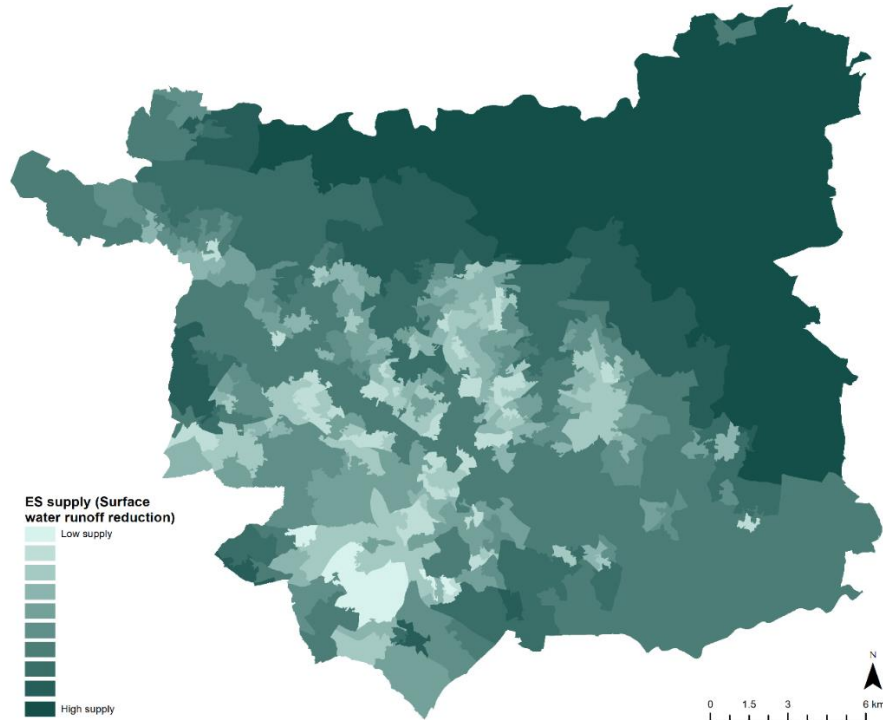 ES supply (Surface
water runoff reduction)
Low supply
High supply
N
0 1.5 3 6 km